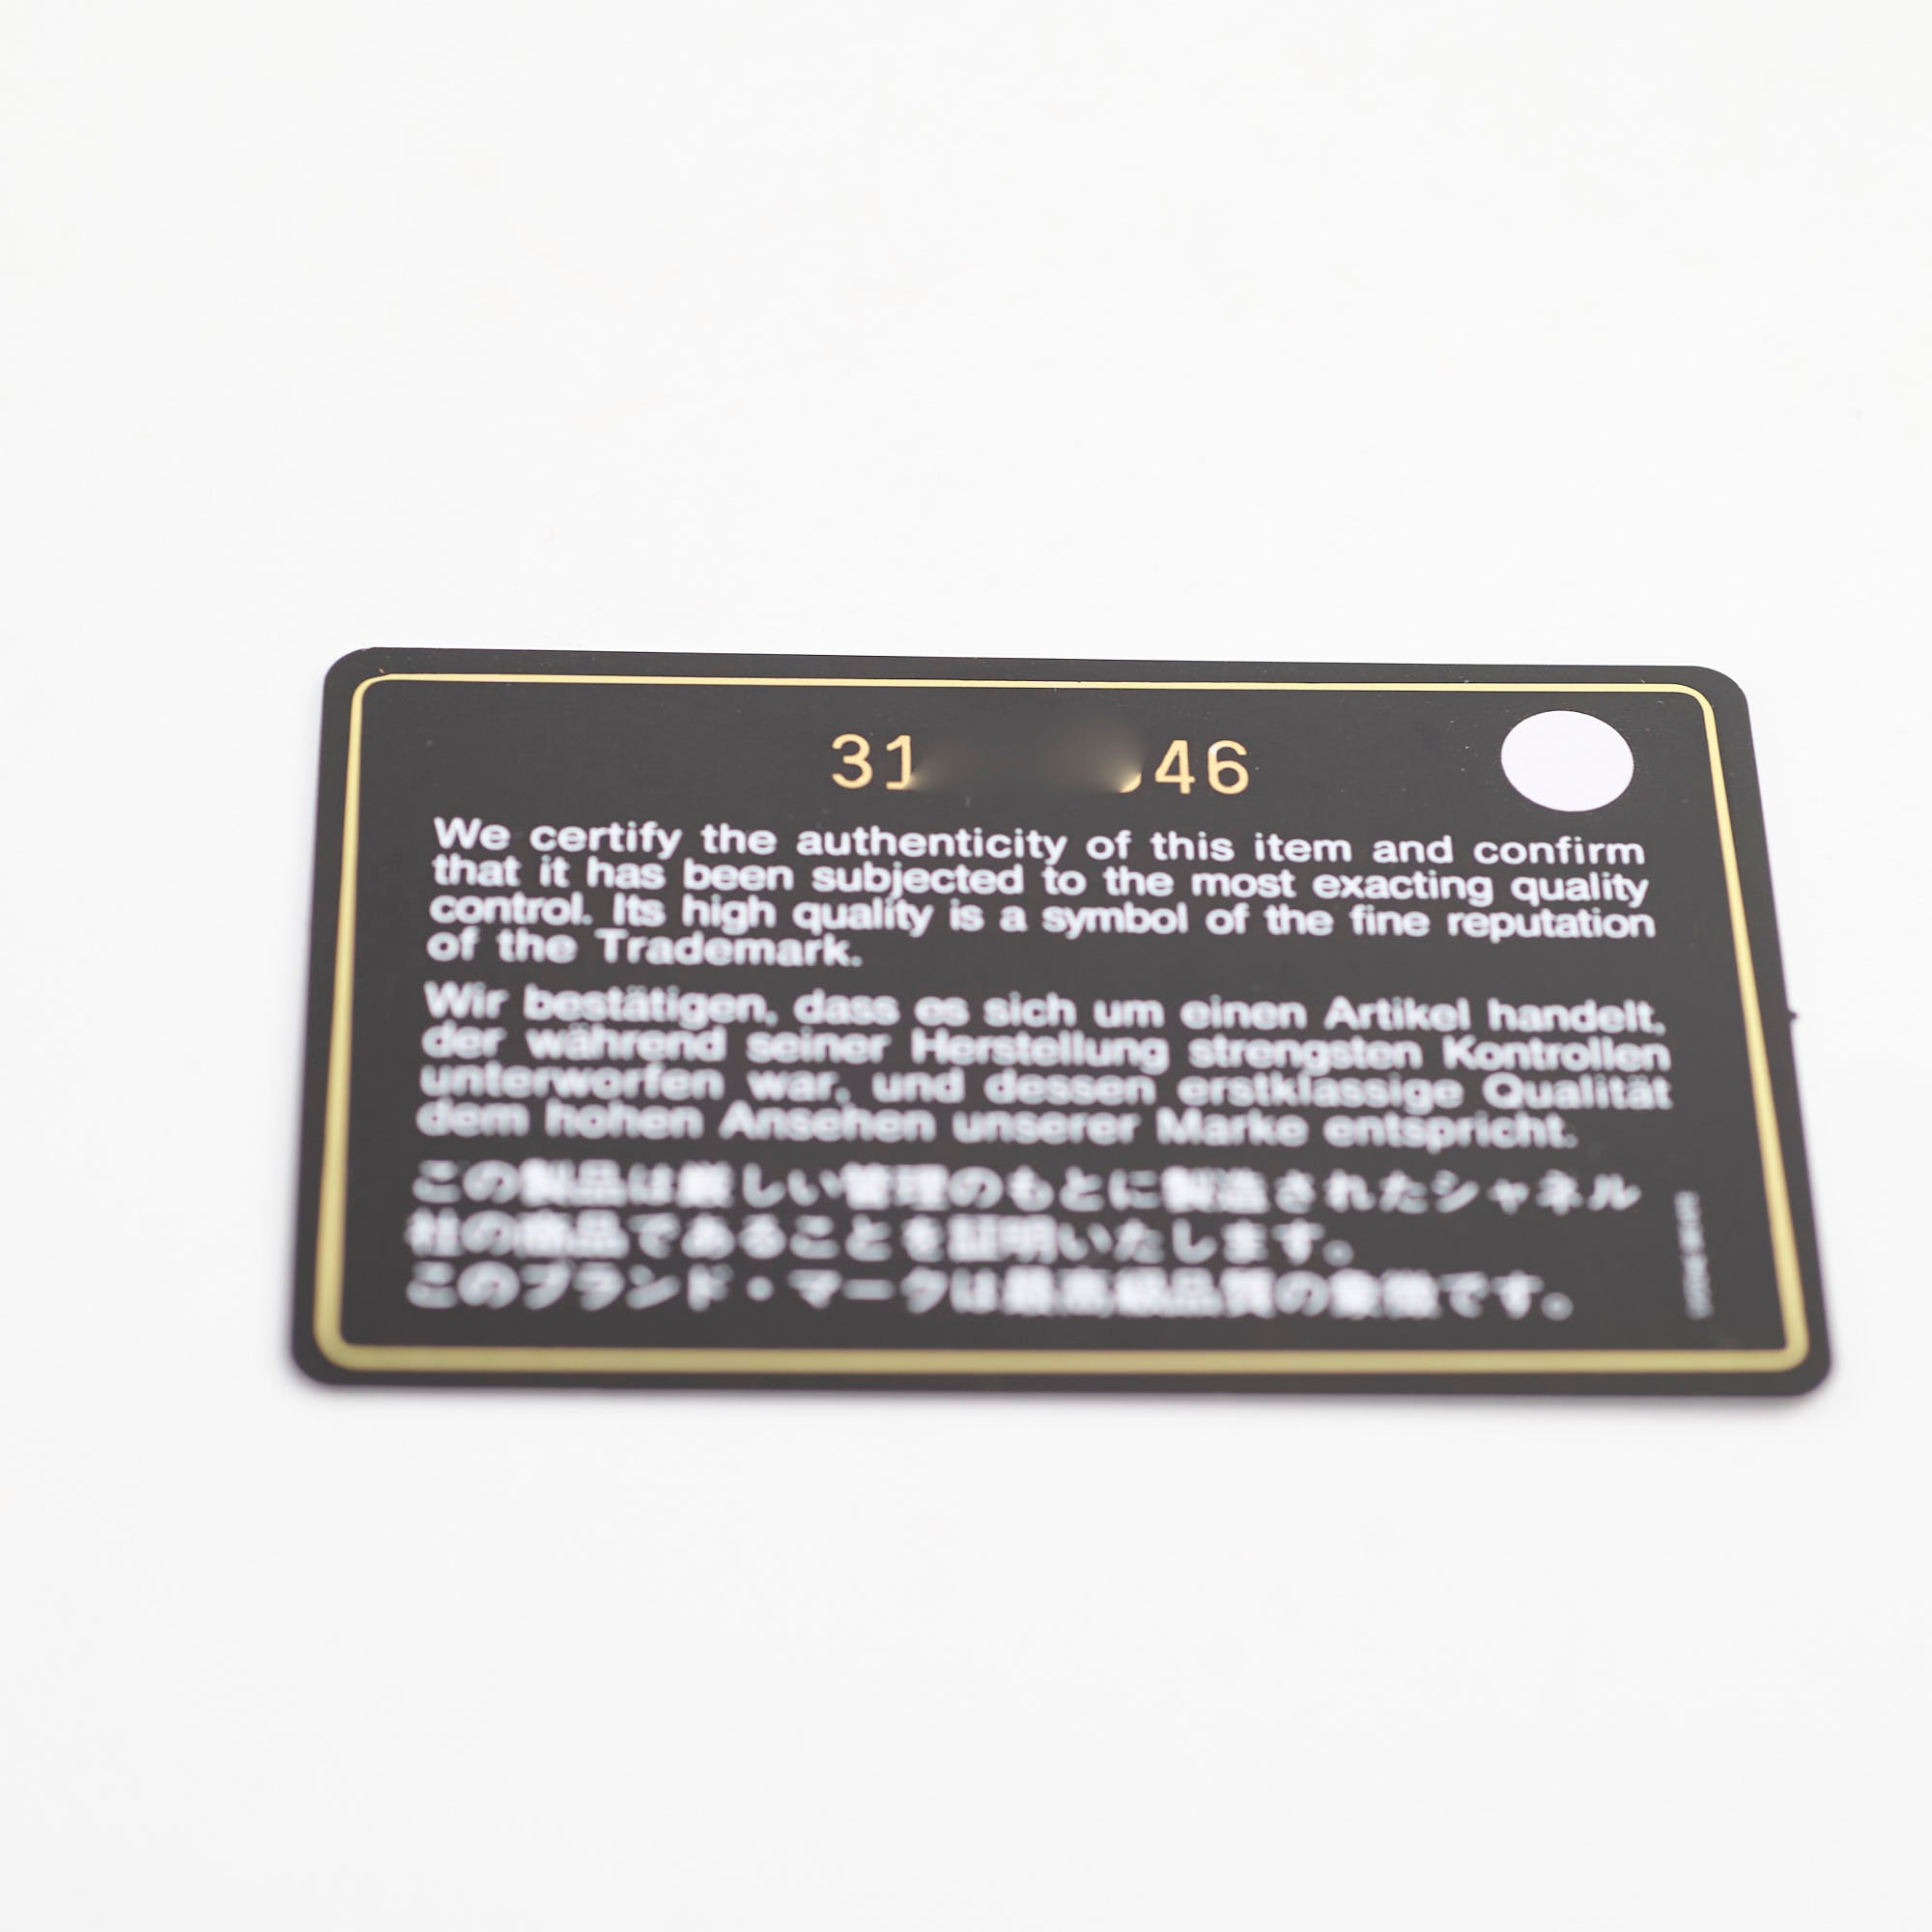 31 46
We certify the authenticity of this item and confirm
that it has been subjected to the most exacting quality
control. Its high quality is a symbol of the fine reputation
of the Trademark.
Wir bestätigen, dass es sich um einen Artikel handelt,
der während seiner Herstellung strengsten Kontrollen
unterworfen war, und dessen erstklassige Qualität
dem hohen Ansehen unserer Marke entspricht.
この製品は厳しい管理のもとに製造されたシャネル
社の商品であることを証明いたします。
このブランド・マークは最高級品質の象徴です。